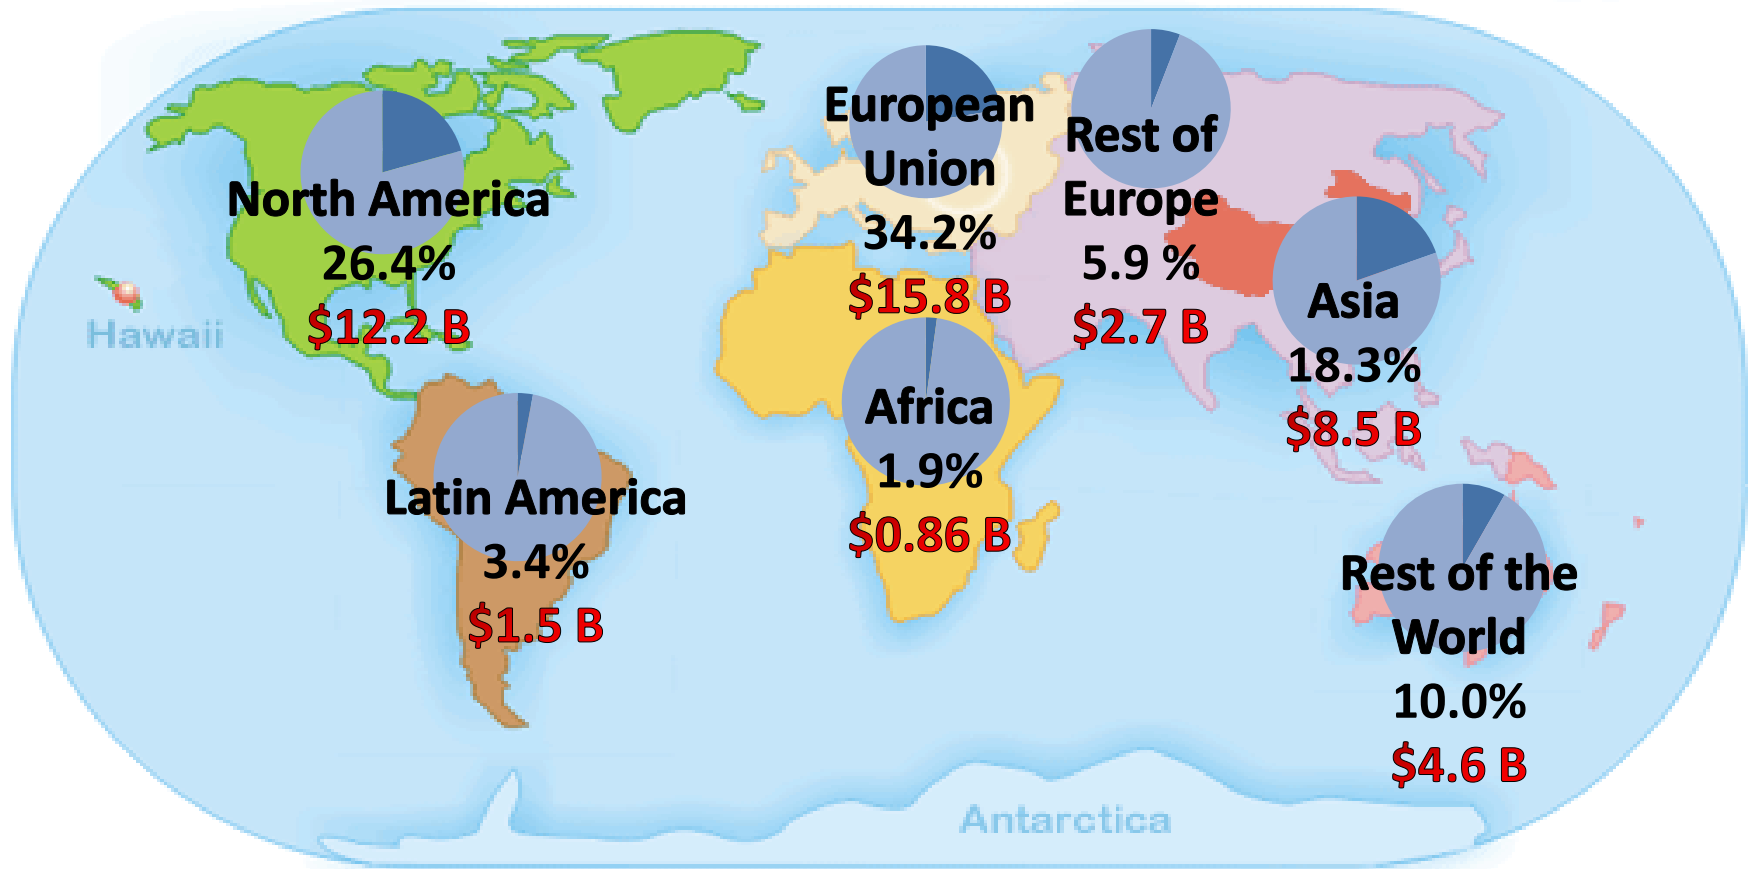 North America
26.4%
$12.2 B
Hawaii
Latin America
3.4%
$1.5 B
European
Union
34.2%
$15.8 B
Africa
1.9%
$0.86 B
Rest of
Europe
5.9 %
$2.7 B
Asia
18.3%
$8.5 B
Rest of the
World
10.0%
$4.6 B
Antarctica